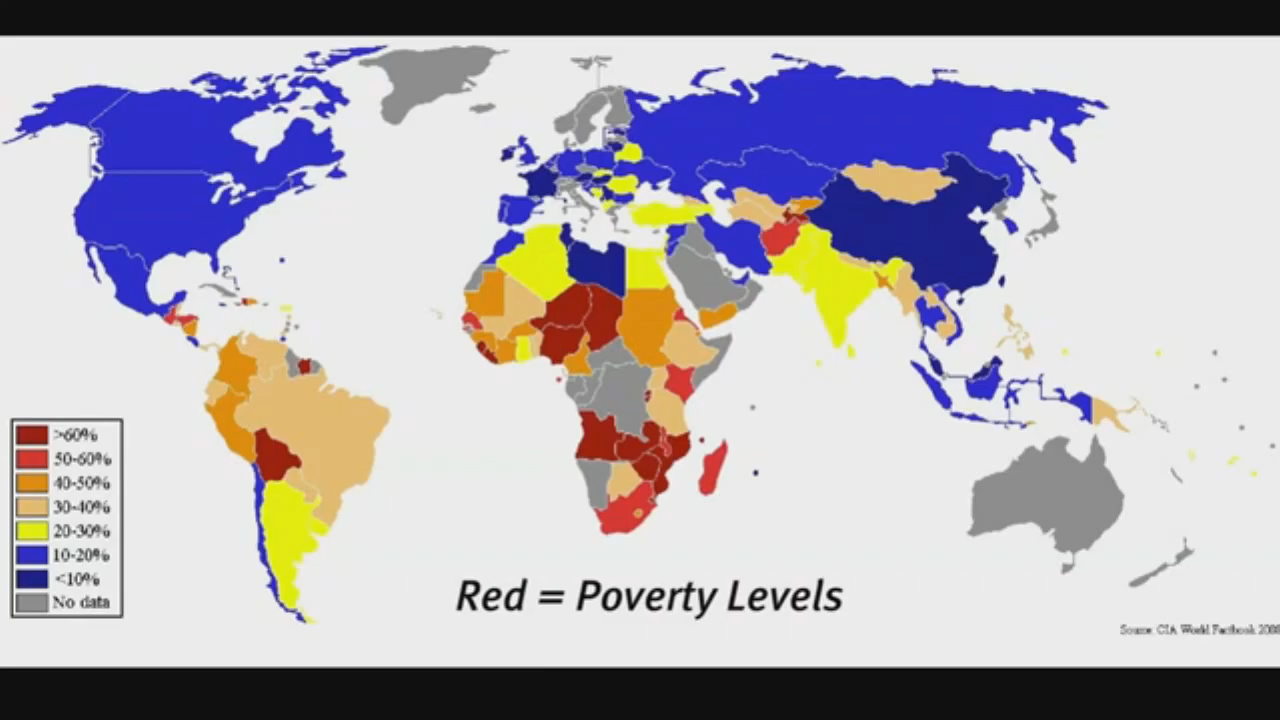 >60%
50-60%
40-50%
30-40%
20-30%
10-20%
<10%
No data
Red = Poverty Levels
Source: CIA World Factbook